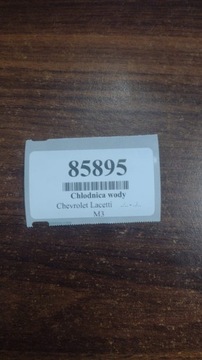 85895
Chłodnica wody
Chevrolet Lacetti
M3